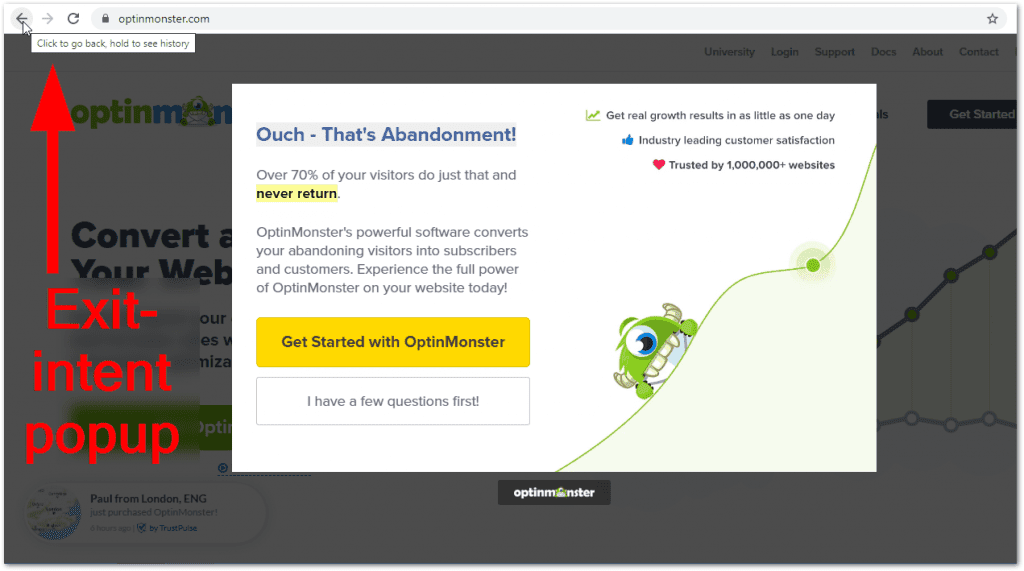 optinmonster.com
Click to go back, hold to see history
University Login Support Docs About Contact
optinm
Get Started
Ouch - That's Abandonment!
Over 70% of your visitors do just that and
never return.
OptinMonster's powerful software converts
your abandoning visitors into subscribers
and customers. Experience the full power
of OptinMonster on your website today!
Get Started with OptinMonster
I have a few questions first!
Get real growth results in as little as one day
Industry leading customer satisfaction
Trusted by 1,000,000+ websites
Convert a
Your Web
Exit-
intent
popup
optinmonster
Paul from London, ENG
just purchased OptinMonster!
6 hours ago | by TrustPulse